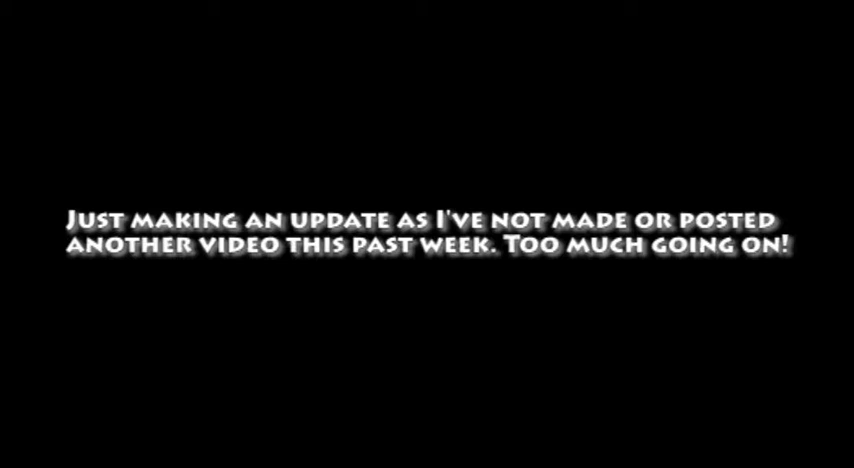 Just making an update as I've not made or posted
another video this past week. Too much going on!